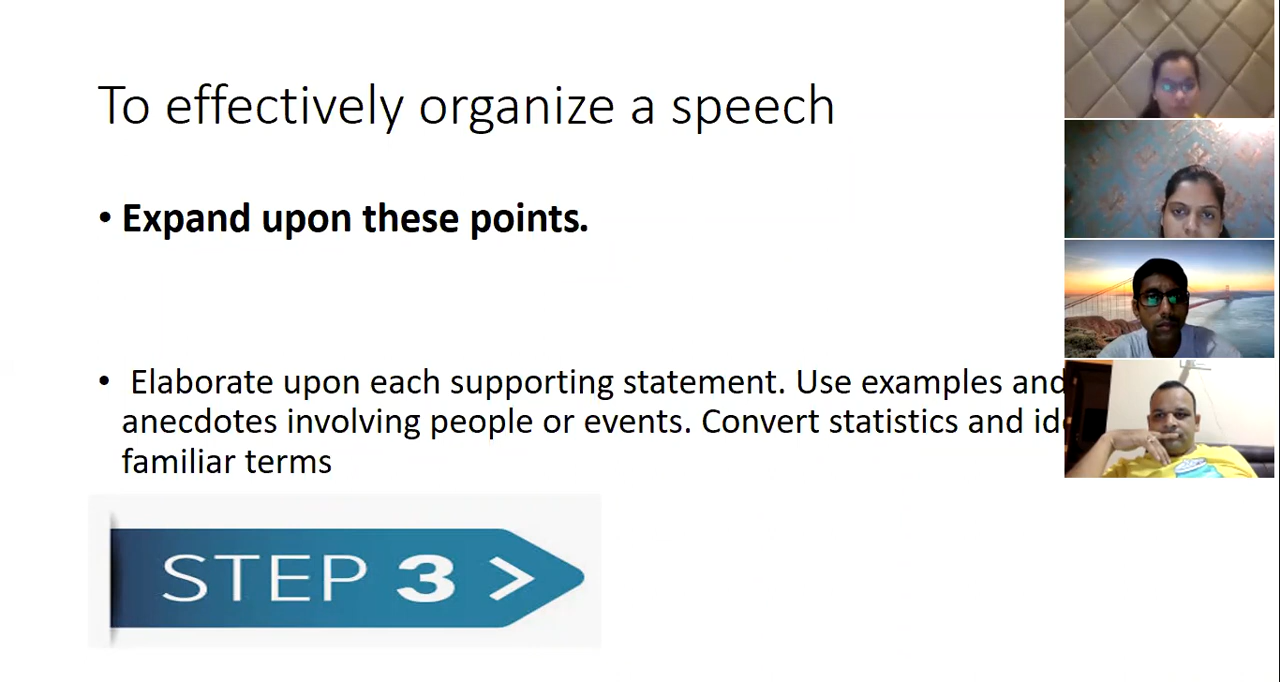 To effectively organize a speech
• Expand upon these points.
• Elaborate upon each supporting statement. Use examples and
anecdotes involving people or events. Convert statistics and
familiar terms
STEP 3 >